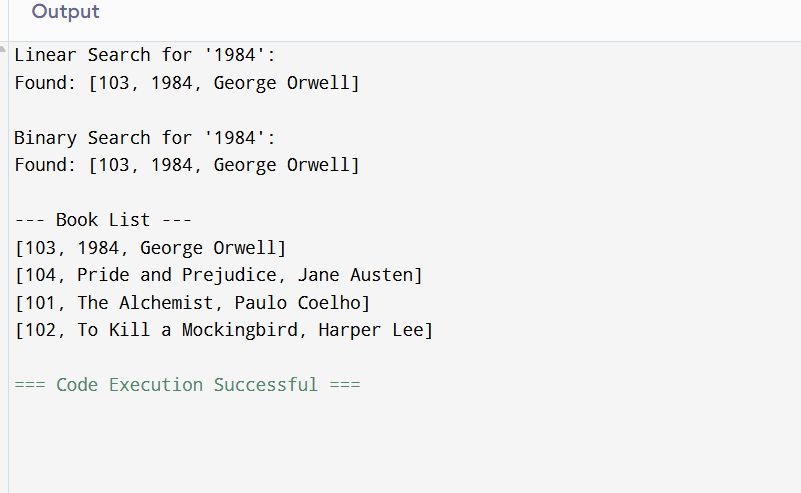 Output
Linear Search for '1984':
Found: [103, 1984, George Orwell]
Binary Search for '1984':
Found: [103, 1984, George Orwell]
--- Book List ---
[103, 1984, George Orwell]
[104, Pride and Prejudice, Jane Austen]
[101, The Alchemist, Paulo Coelho]
[102, To Kill a Mockingbird, Harper Lee]
=== Code Execution Successful ===